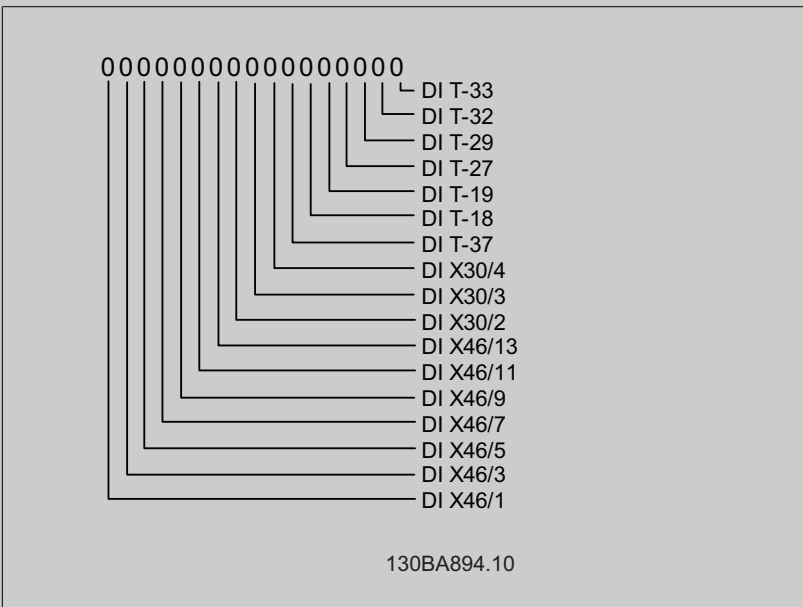 00000000000000000
DI T-33
DI T-32
DI T-29
DI T-27
DI T-19
DI T-18
DI T-37
DI X30/4
DI X30/3
DI X30/2
DI X46/13
DI X46/11
DI X46/9
DI X46/7
DI X46/5
DI X46/3
DI X46/1
130BA894.10